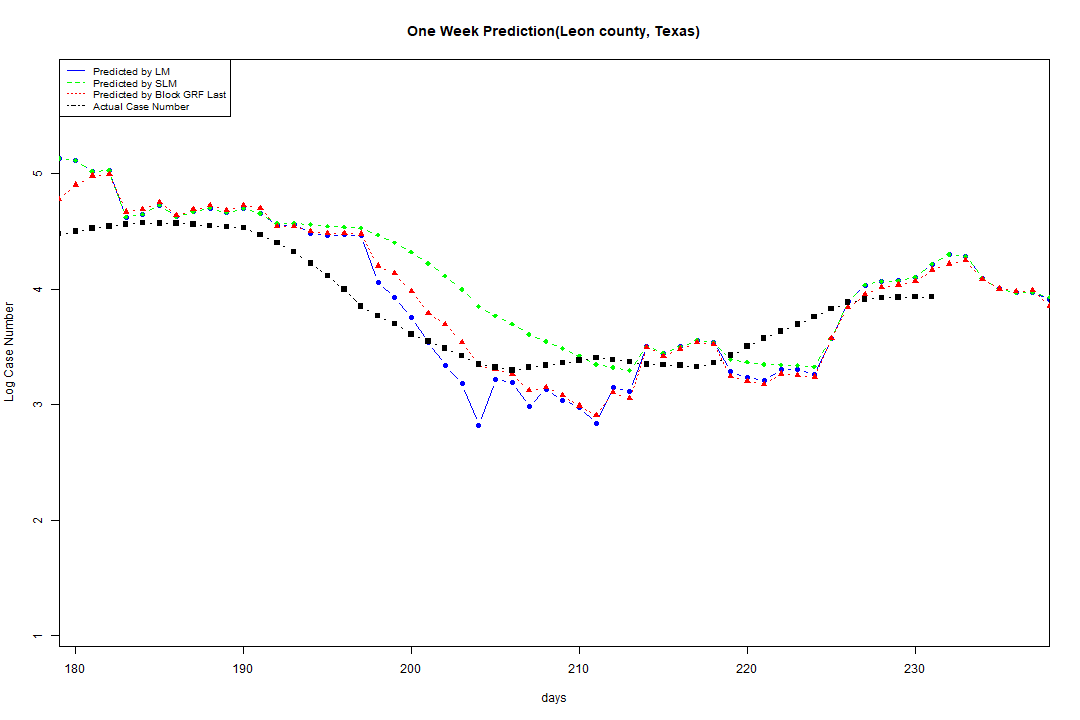 One Week Prediction(Leon county, Texas)
Predicted by LM
Predicted by SLM
Predicted by Block GRF Last
Actual Case Number
5
4
3
2
1
Log Case Number
180 190 200 210 220 230
days